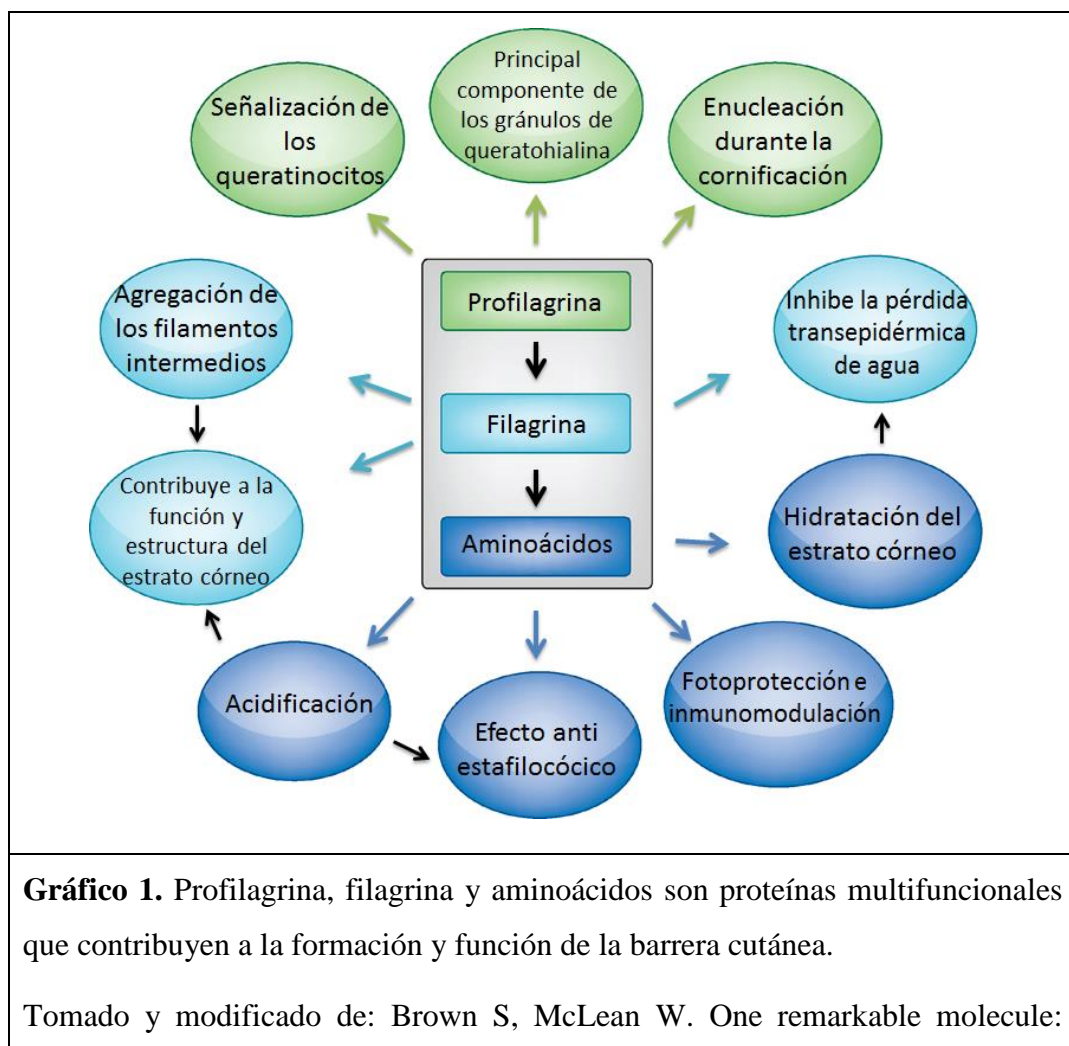 Señalización de
los
queratinocitos
Principal
componente de
los gránulos de
queratohialina
Enucleación
durante la
cornificación
Agregación de
los filamentos
intermedios
Profilagrina
Inhibe la pérdida
transepidérmica
de agua
Filagrina
Contribuye a la
función y
estructura del
estrato córneo
Aminoácidos
Hidratación del
estrato córneo
Acidificación
Efecto anti
estafilocócico
Fotoprotección e
inmunomodulación
Gráfico 1. Profilagrina, filagrina y aminoácidos son proteínas multifuncionales
que contribuyen a la formación y función de la barrera cutánea.
Tomado y modificado de: Brown S, McLean W. One remarkable molecule: